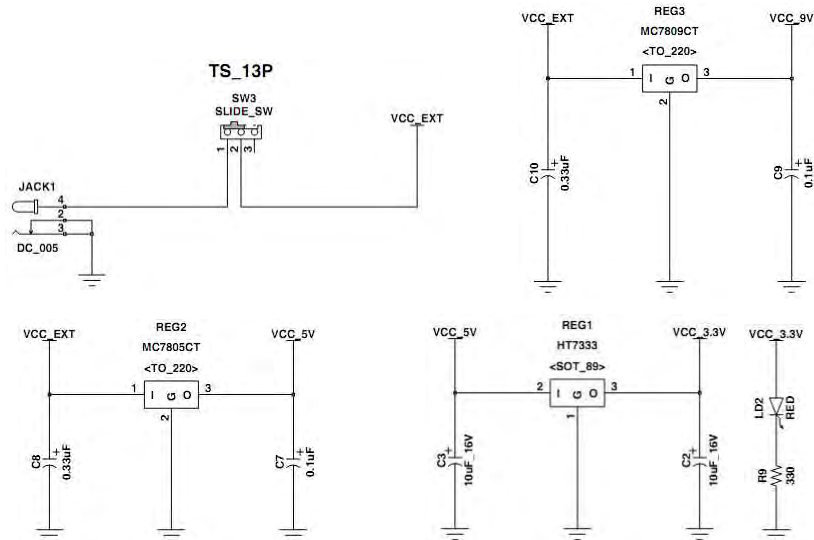 TS_13P
SW3
SLIDE_SW
1
2
3
VCC_EXT
JACK1
4
2
3
DC_005
VCC_EXT
REG3
MC7809CT
<TO_220>
VCC_9V
1
I G O
3
2
C10
0.33uF
C9
+
0.1uF
+
VCC_EXT
REG2
MC7805CT
<TO_220>
VCC_5V
1
I G O
3
2
C8
0.33uF
+
C7
0.1uF
+
VCC_5V
REG1
HT7333
<SOT_89>
VCC_3.3V
2
I G O
3
1
C3
10uF_16V
+
C2
10uF_16V
+
VCC_3.3V
LD2
RED
R9
330